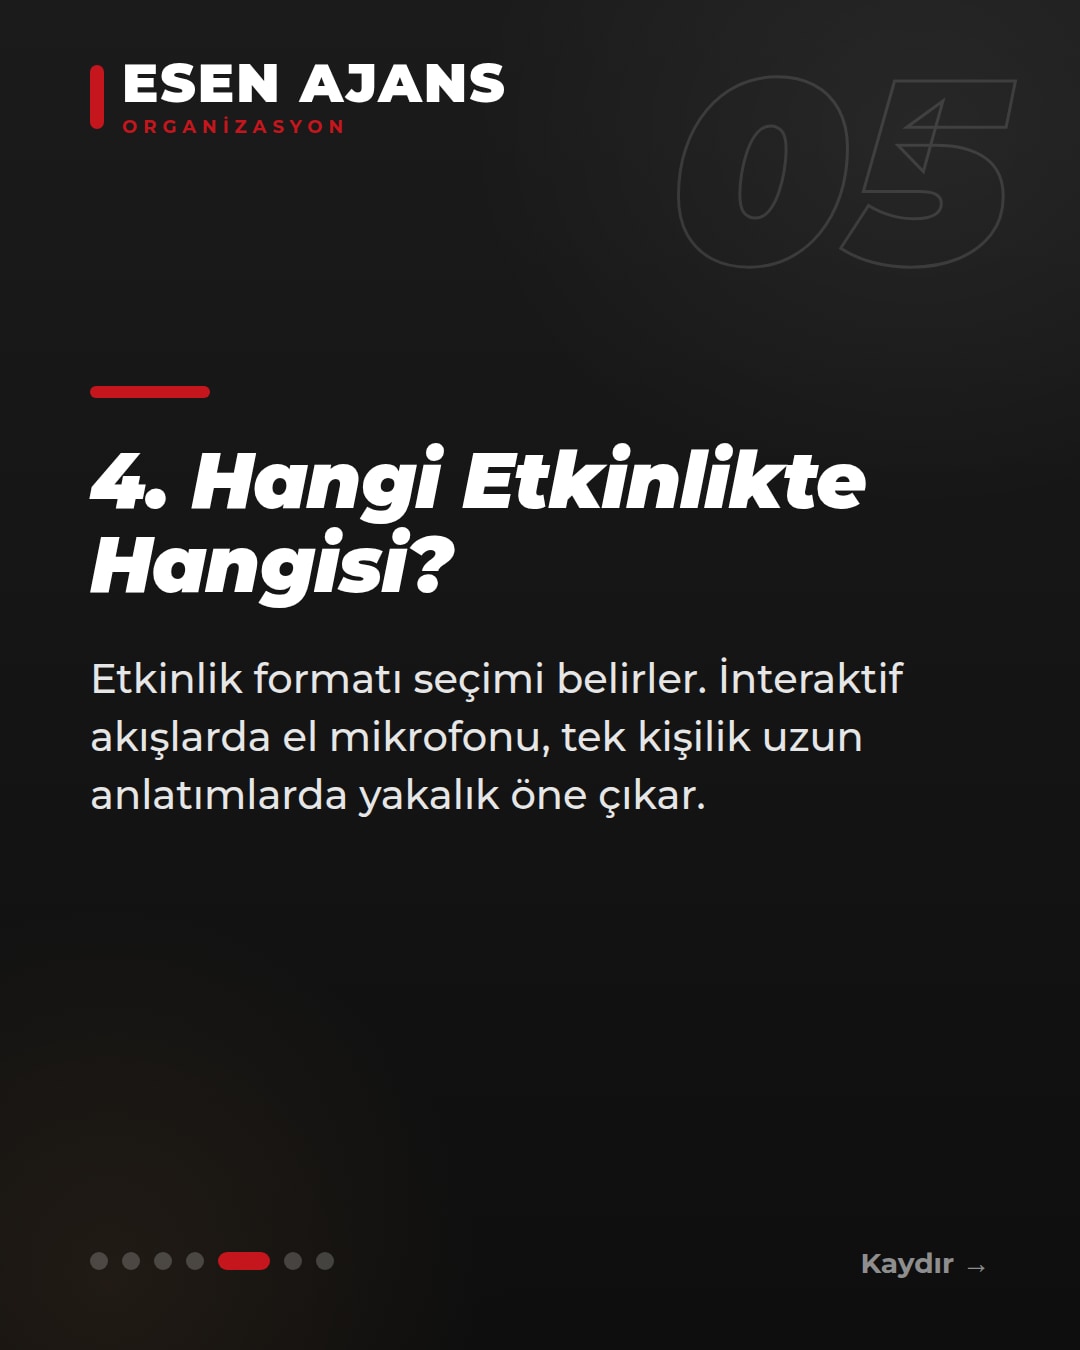 ESEN AJANS
ORGANİZASYON
05
4. Hangi Etkinlikte
Hangisi?
Etkinlik formatı seçimi belirler. İnteraktif
akışlarda el mikrofonu, tek kişilik uzun
anlatımlarda yakalık öne çıkar.
Kaydır →